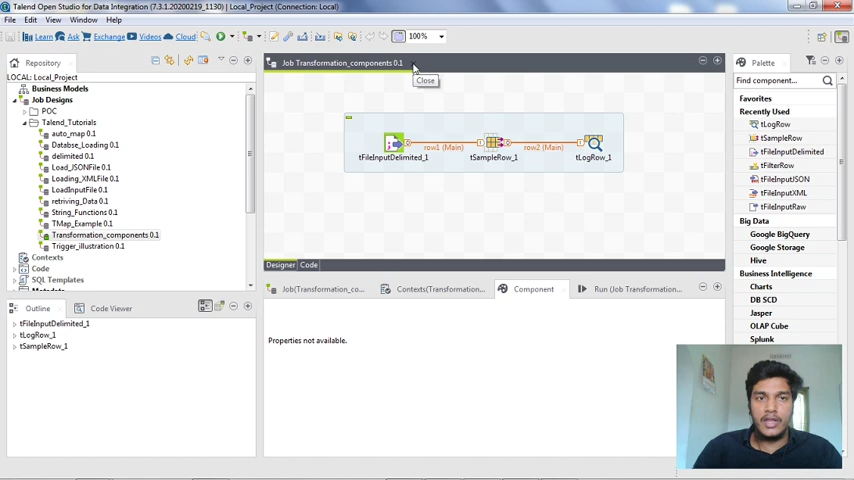 Talend Open Studio for Data Integration (7.3.1.20200219_1130) | Local_Project (Connection: Local)
File Edit View Window Help
Learn Ask Exchange Videos Cloud 100%
Repository
LOCAL: Local_Project
Business Models
Job Designs
POC
Talend_Tutorials
auto_map 0.1
Databse_Loading 0.1
delimited 0.1
Load_JSONFile 0.1
Loading_XMLFile 0.1
LoadInputFile 0.1
retriving_Data 0.1
String_Functions 0.1
TMap_Example 0.1
Transformation_components 0.1
Trigger_illustration 0.1
Contexts
Code
SQL Templates
Outline Code Viewer
tFileInputDelimited_1
tLogRow_1
tSampleRow_1
Job Transformation_components 0.1
Close
row1 (Main) row2 (Main)
tFileInputDelimited_1 tSampleRow_1 tLogRow_1
Designer Code
Job(Transformation_co... Contexts(Transformation... Component Run (Job Transformation...
Properties not available.
Palette
Find component...
Favorites
Recently Used
tLogRow
tSampleRow
tFileInputDelimited
tFilterRow
tFileInputJSON
tFileInputXML
tFileInputRaw
Big Data
Google BigQuery
Google Storage
Hive
Business Intelligence
Charts
DB SCD
Jasper
OLAP Cube
Splunk